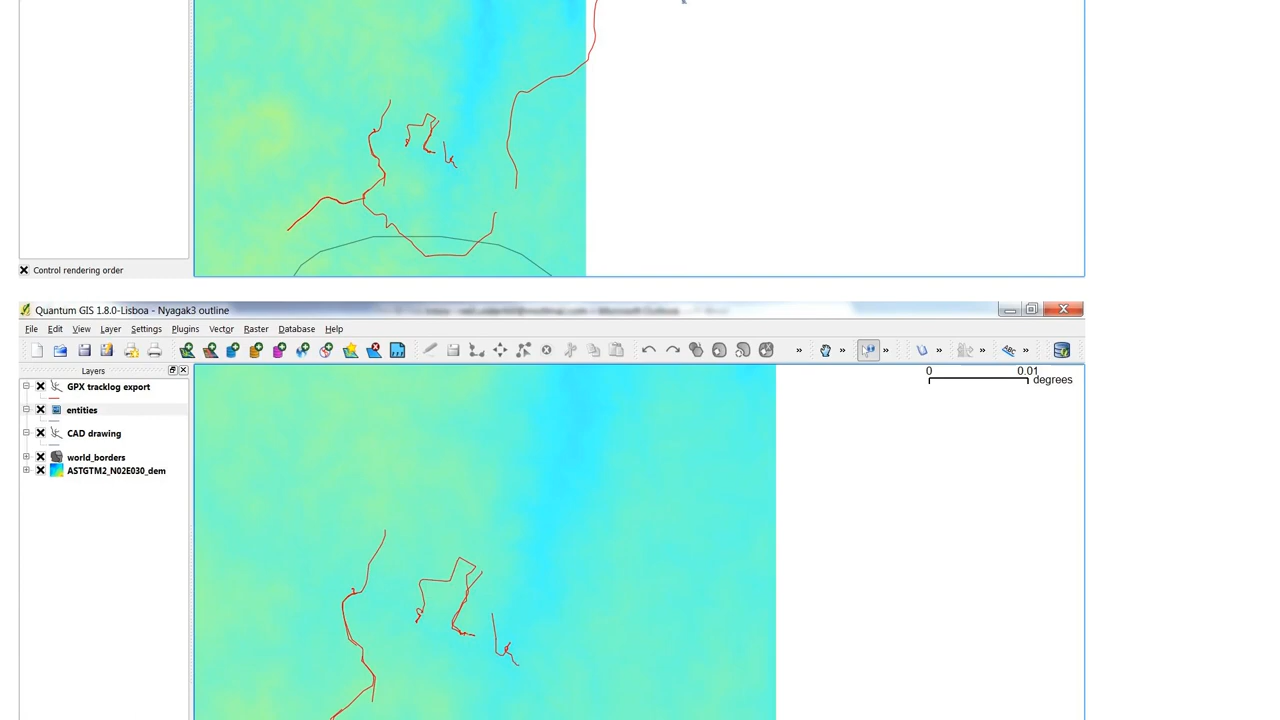 Control rendering order
Quantum GIS 1.8.0-Lisboa - Nyagak3 outline
File Edit View Layer Settings Plugins Vector Raster Database Help
Layers
GPX tracklog export
entities
CAD drawing
world_borders
ASTGTM2_N02E030_dem
0 0.01
degrees